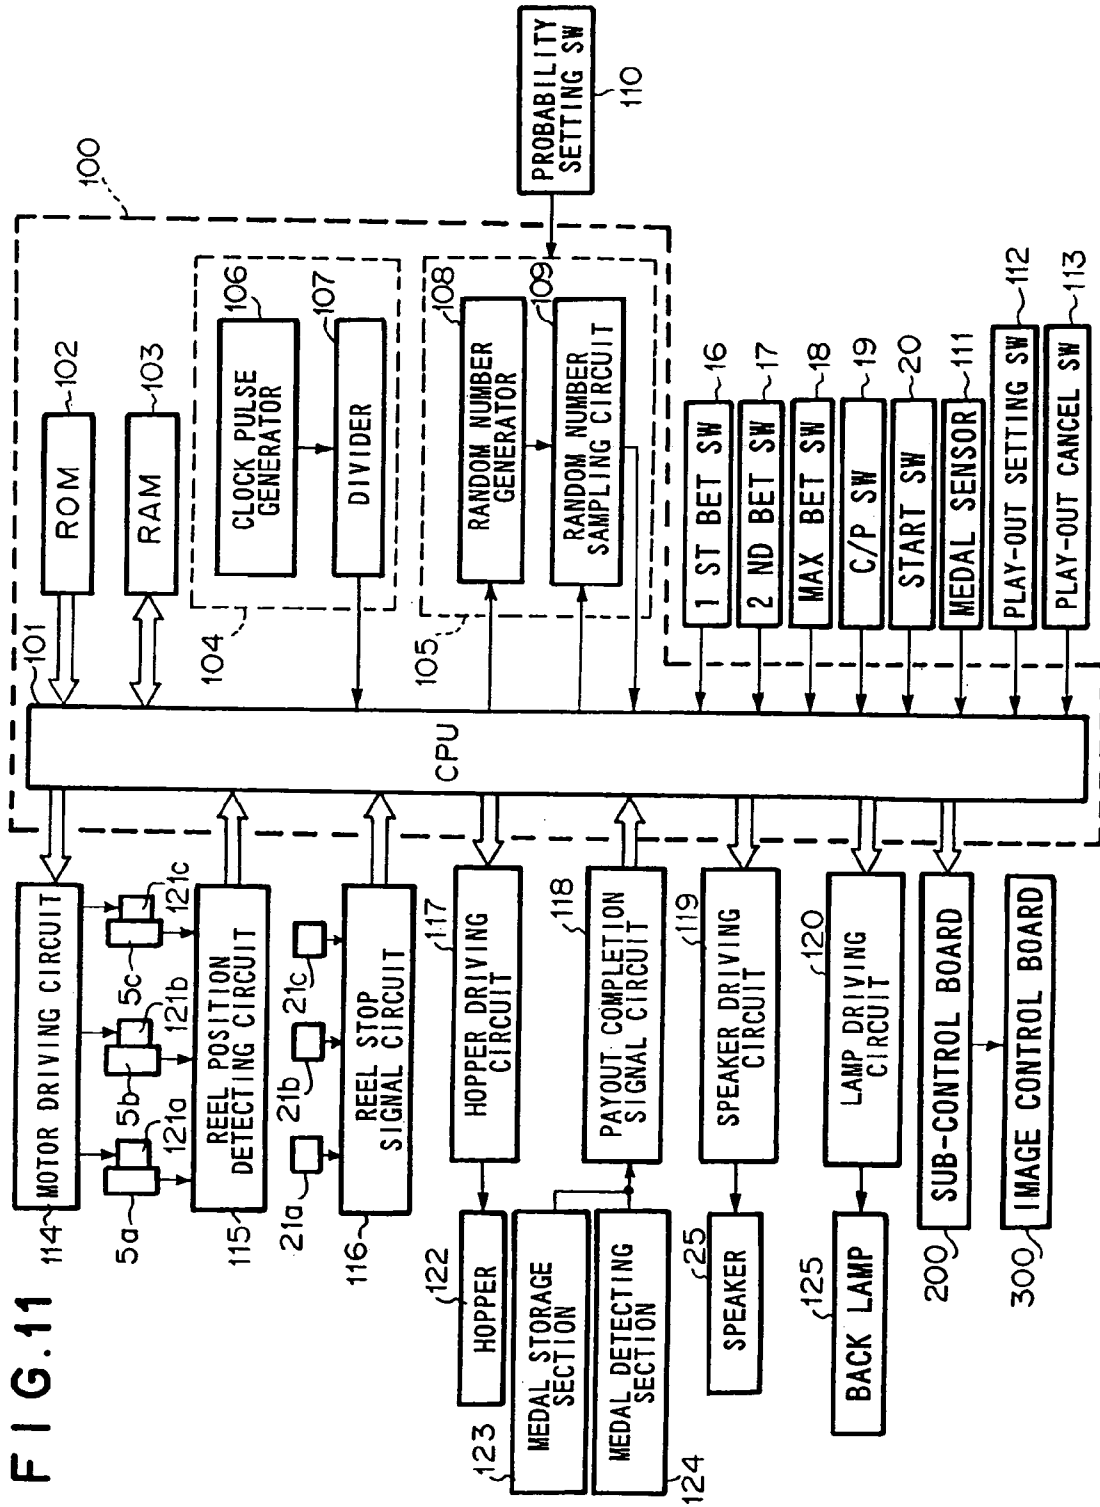 FIG.11
100
101
ROM
102
RAM
103
104
CLOCK PULSE
GENERATOR
106
DIVIDER
107
105
RANDOM NUMBER
GENERATOR
108
RANDOM NUMBER
SAMPLING CIRCUIT
109
PROBABILITY
SETTING SW
110
CPU
1 ST BET SW
16
2 ND BET SW
17
MAX BET SW
18
C/P SW
19
START SW
20
MEDAL SENSOR
111
PLAY-OUT SETTING SW
112
PLAY-OUT CANCEL SW
113
MOTOR DRIVING CIRCUIT
114
5a
121a
5b
121b
5c
121c
REEL POSITION
DETECTING CIRCUIT
115
21a
21b
21c
REEL STOP
SIGNAL CIRCUIT
116
HOPPER DRIVING
CIRCUIT
117
HOPPER
122
PAYOUT COMPLETION
SIGNAL CIRCUIT
118
MEDAL STORAGE
SECTION
123
MEDAL DETECTING
SECTION
124
SPEAKER DRIVING
CIRCUIT
119
SPEAKER
25
LAMP DRIVING
CIRCUIT
120
BACK LAMP
125
SUB-CONTROL BOARD
200
IMAGE CONTROL BOARD
300